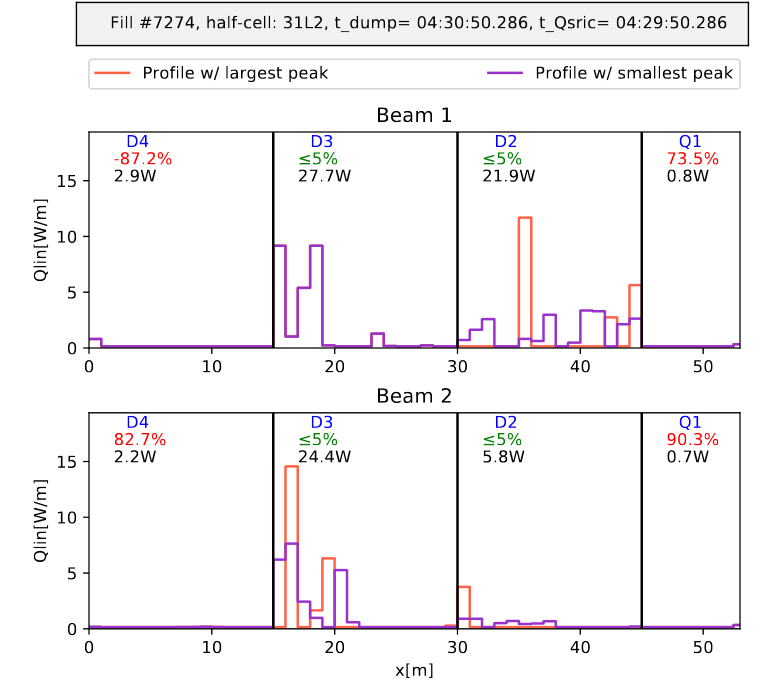 Fill #7274, half-cell: 31L2, t_dump= 04:30:50.286, t_Qsric= 04:29:50.286
Profile w/ largest peak Profile w/ smallest peak
Beam 1
D4 D3 D2 Q1
-87.2% ≤5% ≤5% 73.5%
2.9W 27.7W 21.9W 0.8W
15
10
5
0
Qlin[W/m]
0 10 20 30 40 50
Beam 2
D4 D3 D2 Q1
82.7% ≤5% ≤5% 90.3%
2.2W 24.4W 5.8W 0.7W
15
10
5
0
Qlin[W/m]
0 10 20 30 40 50
x[m]